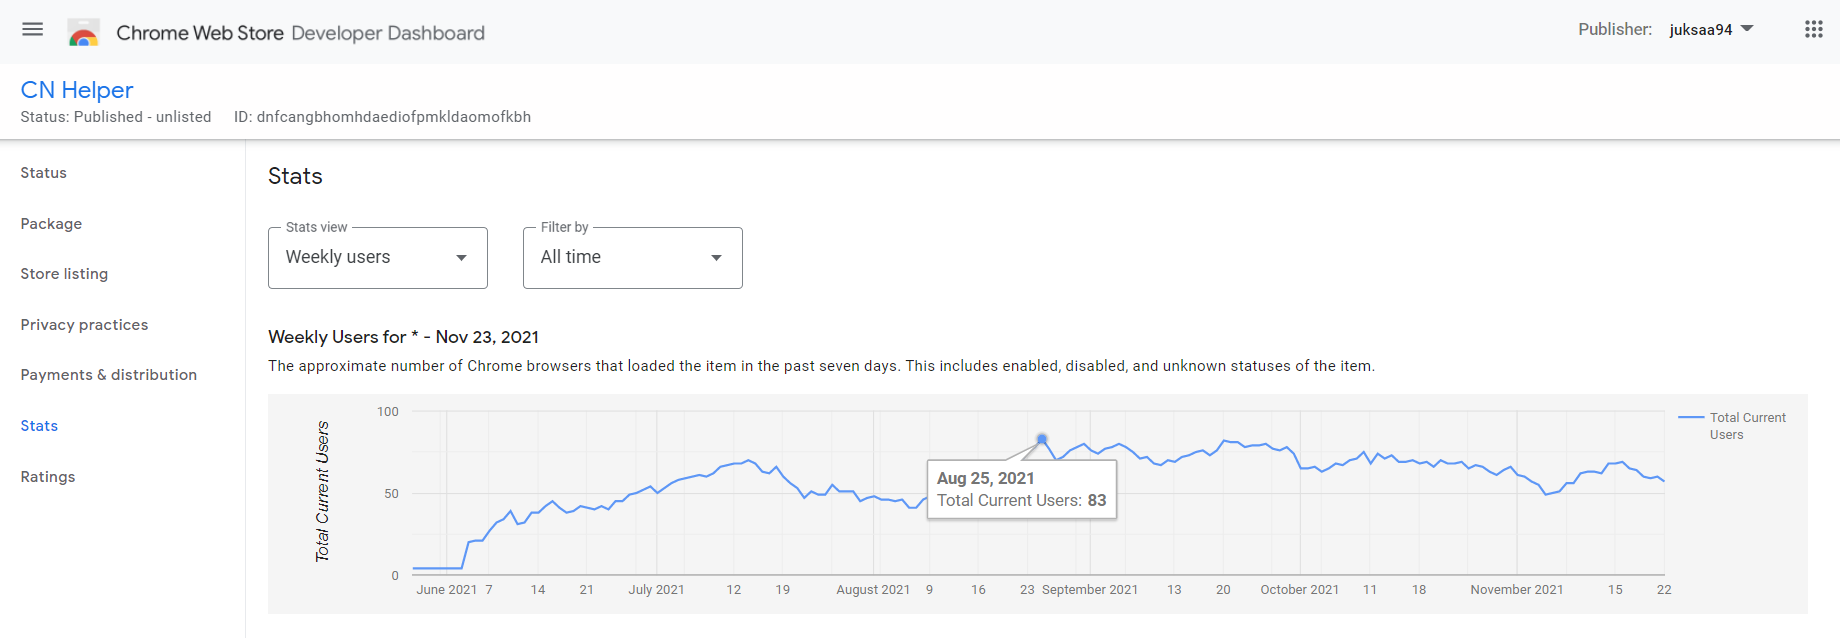 Chrome Web Store Developer Dashboard
Publisher: juksaa94
CN Helper
Status: Published - unlisted ID: dnfcangbhomhdaediofpmkldaomofkbh
Status
Package
Store listing
Privacy practices
Payments & distribution
Stats
Ratings
Stats
Stats view
Weekly users
Filter by
All time
Weekly Users for * - Nov 23, 2021
The approximate number of Chrome browsers that loaded the item in the past seven days. This includes enabled, disabled, and unknown statuses of the item.
Total Current Users
100
50
0
Aug 25, 2021
Total Current Users: 83
June 2021 7 14 21 July 2021 12 19 August 2021 9 16 23 September 2021 13 20 October 2021 11 18 November 2021 15 22
Total Current
Users